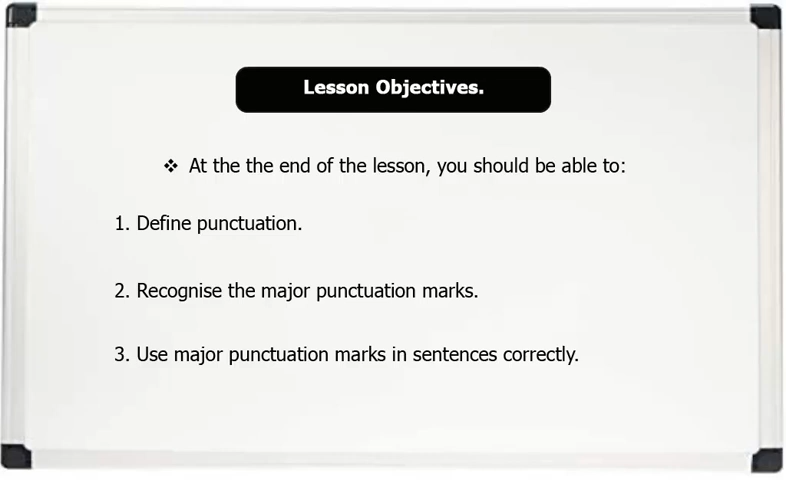 Lesson Objectives.
❖ At the the end of the lesson, you should be able to:
1. Define punctuation.
2. Recognise the major punctuation marks.
3. Use major punctuation marks in sentences correctly.